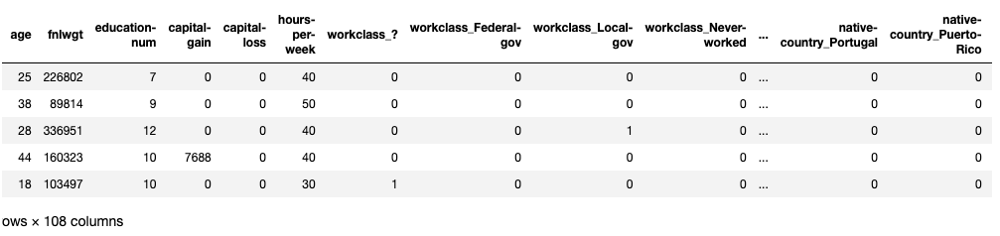 age fnlwgt education-num capital-gain capital-loss hours-per-week workclass_? workclass_Federal-gov workclass_Local-gov workclass_Never-worked ... native-country_Portugal native-country_Puerto-Rico
25 226802 7 0 0 40 0 0 0 0 ... 0 0
38 89814 9 0 0 50 0 0 0 0 ... 0 0
28 336951 12 0 0 40 0 0 1 0 ... 0 0
44 160323 10 7688 0 40 0 0 0 0 ... 0 0
18 103497 10 0 0 30 1 0 0 0 ... 0 0
ows × 108 columns